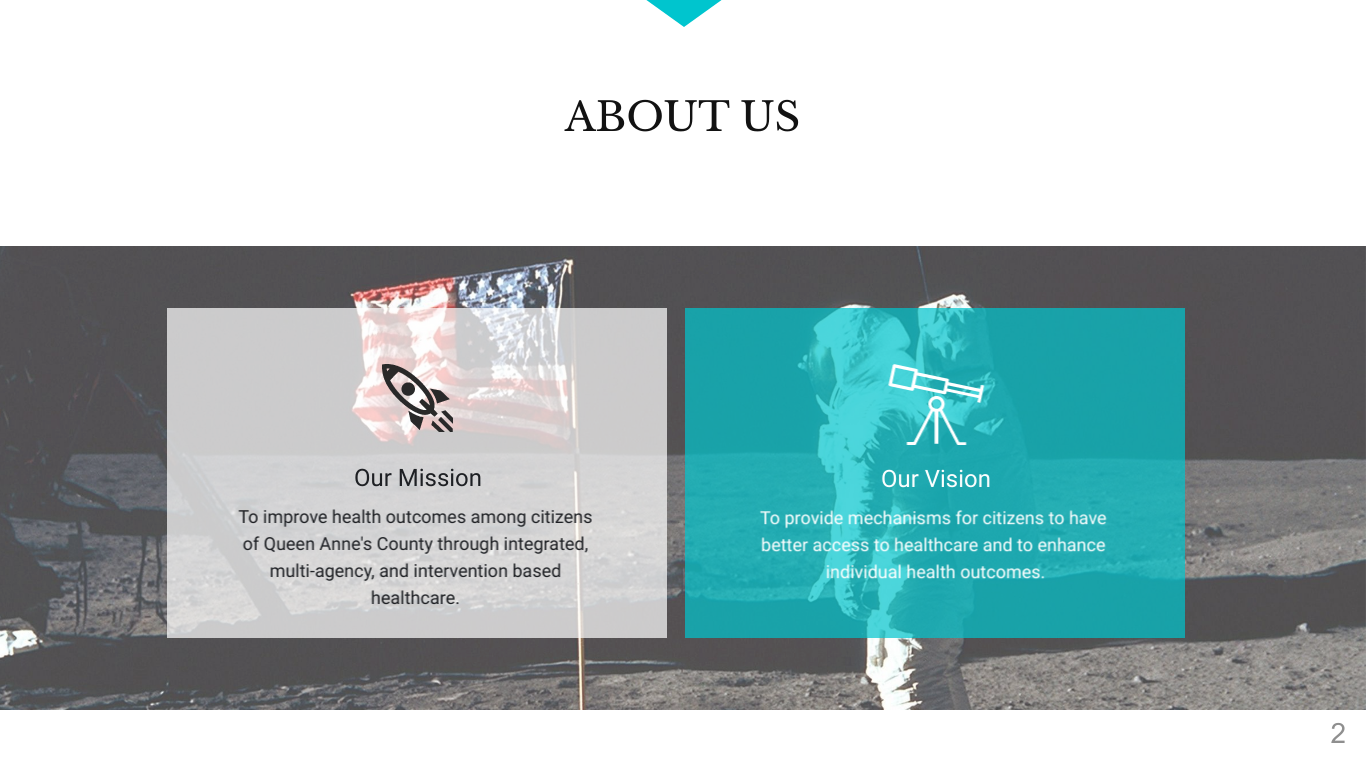 ABOUT US
Our Mission
To improve health outcomes among citizens
of Queen Anne's County through integrated,
multi-agency, and intervention based
healthcare.
Our Vision
To provide mechanisms for citizens to have
better access to healthcare and to enhance
individual health outcomes.
2